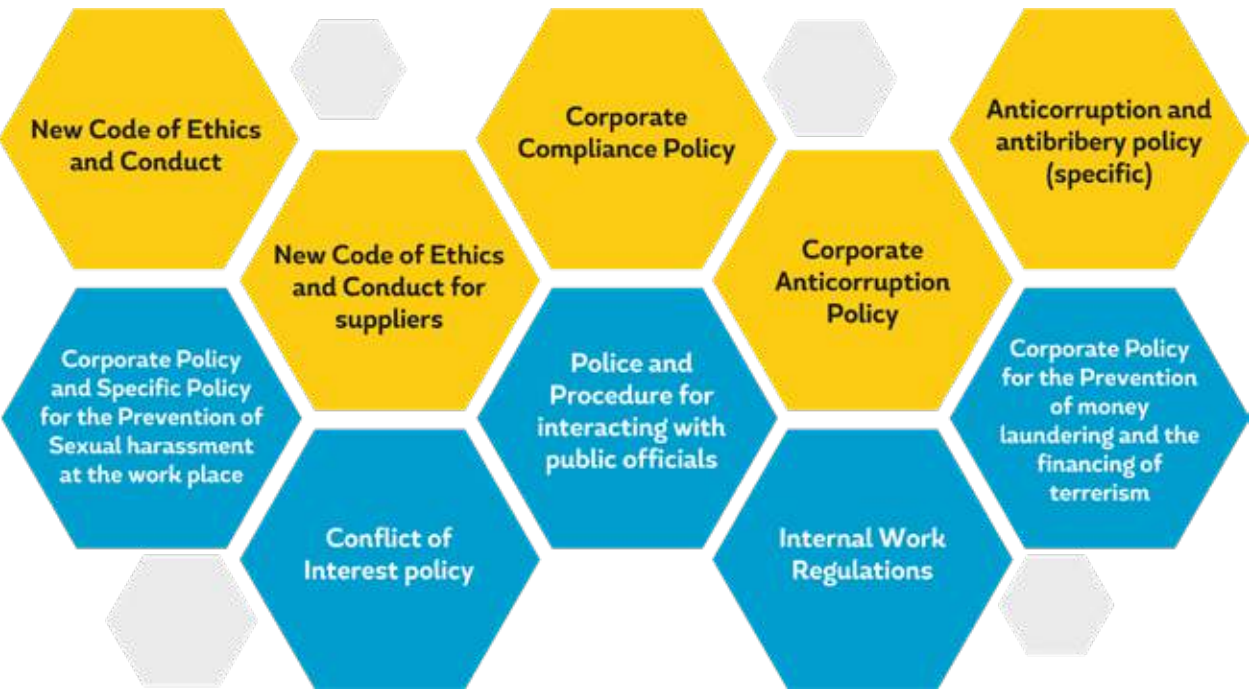 New Code of Ethics
and Conduct
Corporate
Compliance Policy
Anticorruption and
antibribery policy
(specific)
New Code of Ethics
and Conduct for
suppliers
Corporate
Anticorruption
Policy
Corporate Policy
and Specific Policy
for the Prevention of
Sexual harassment
at the work place
Police and
Procedure for
interacting with
public officials
Corporate Policy
for the Prevention
of money
laundering and the
financing of
terrerism
Conflict of
Interest policy
Internal Work
Regulations